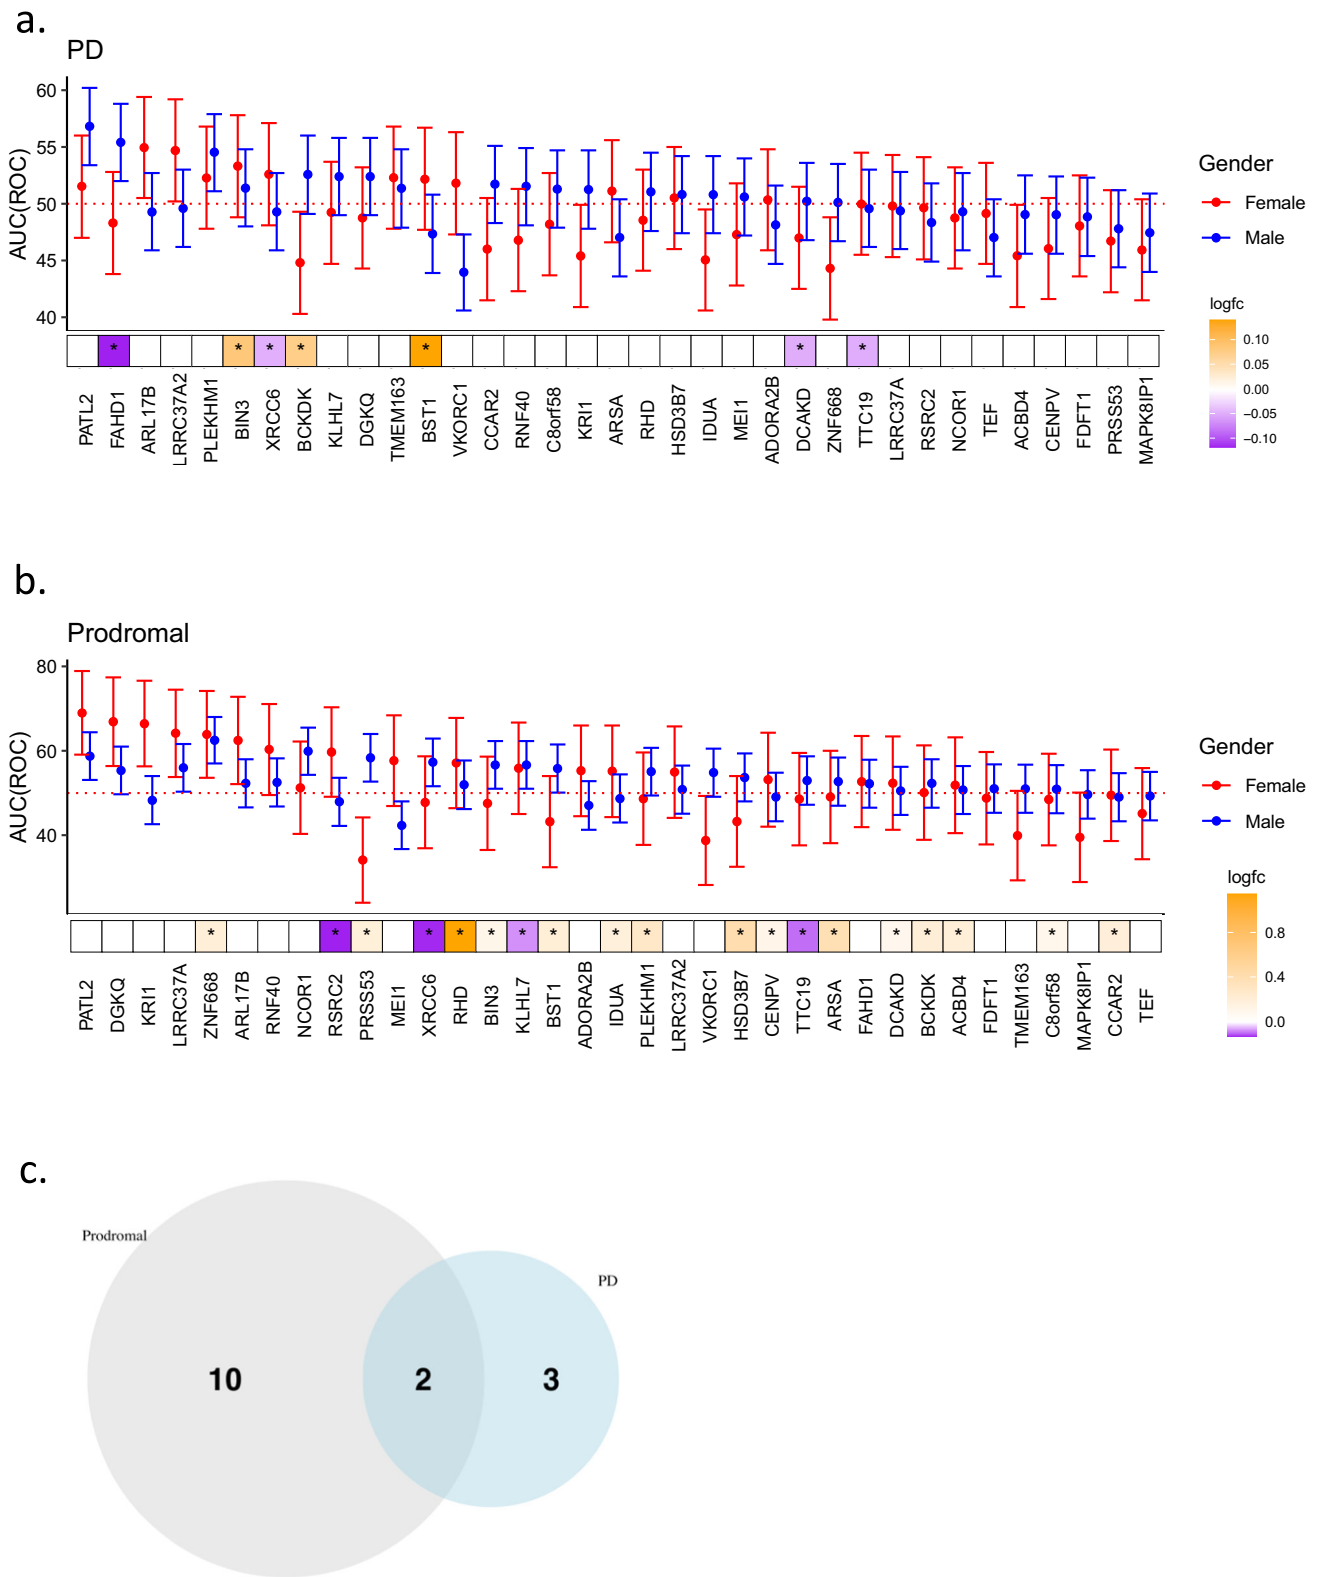 a.
PD
AUC(ROC)
60
55
50
45
40
* * * * * * *
PATL2 FAHD1 ARL17B LRRC37A2 PLEKHM1 BIN3 XRCC6 BCKDK KLHL7 DGKQ TMEM163 BST1 VKORC1 CCAR2 RNF40 C8orf58 KRI1 ARSA RHD HSD3B7 IDUA MEI1 ADORA2B DCAKD ZNF668 TTC19 LRRC37A RSRC2 NCOR1 TEF ACBD4 CENPV FDFT1 PRSS53 MAPK8IP1
Gender
Female
Male
logfc
0.10
0.05
0.00
−0.05
−0.10
b.
Prodromal
AUC(ROC)
80
60
40
* * * * * * * * * * * * * * * * * * *
PATL2 DGKQ KRI1 LRRC37A ZNF668 ARL17B RNF40 NCOR1 RSRC2 PRSS53 MEI1 XRCC6 RHD BIN3 KLHL7 BST1 ADORA2B IDUA PLEKHM1 LRRC37A2 VKORC1 HSD3B7 CENPV TTC19 ARSA FAHD1 DCAKD BCKDK ACBD4 FDFT1 TMEM163 C8orf58 MAPK8IP1 CCAR2 TEF
Gender
Female
Male
logfc
0.8
0.4
0.0
c.
Prodromal
PD
10 2 3